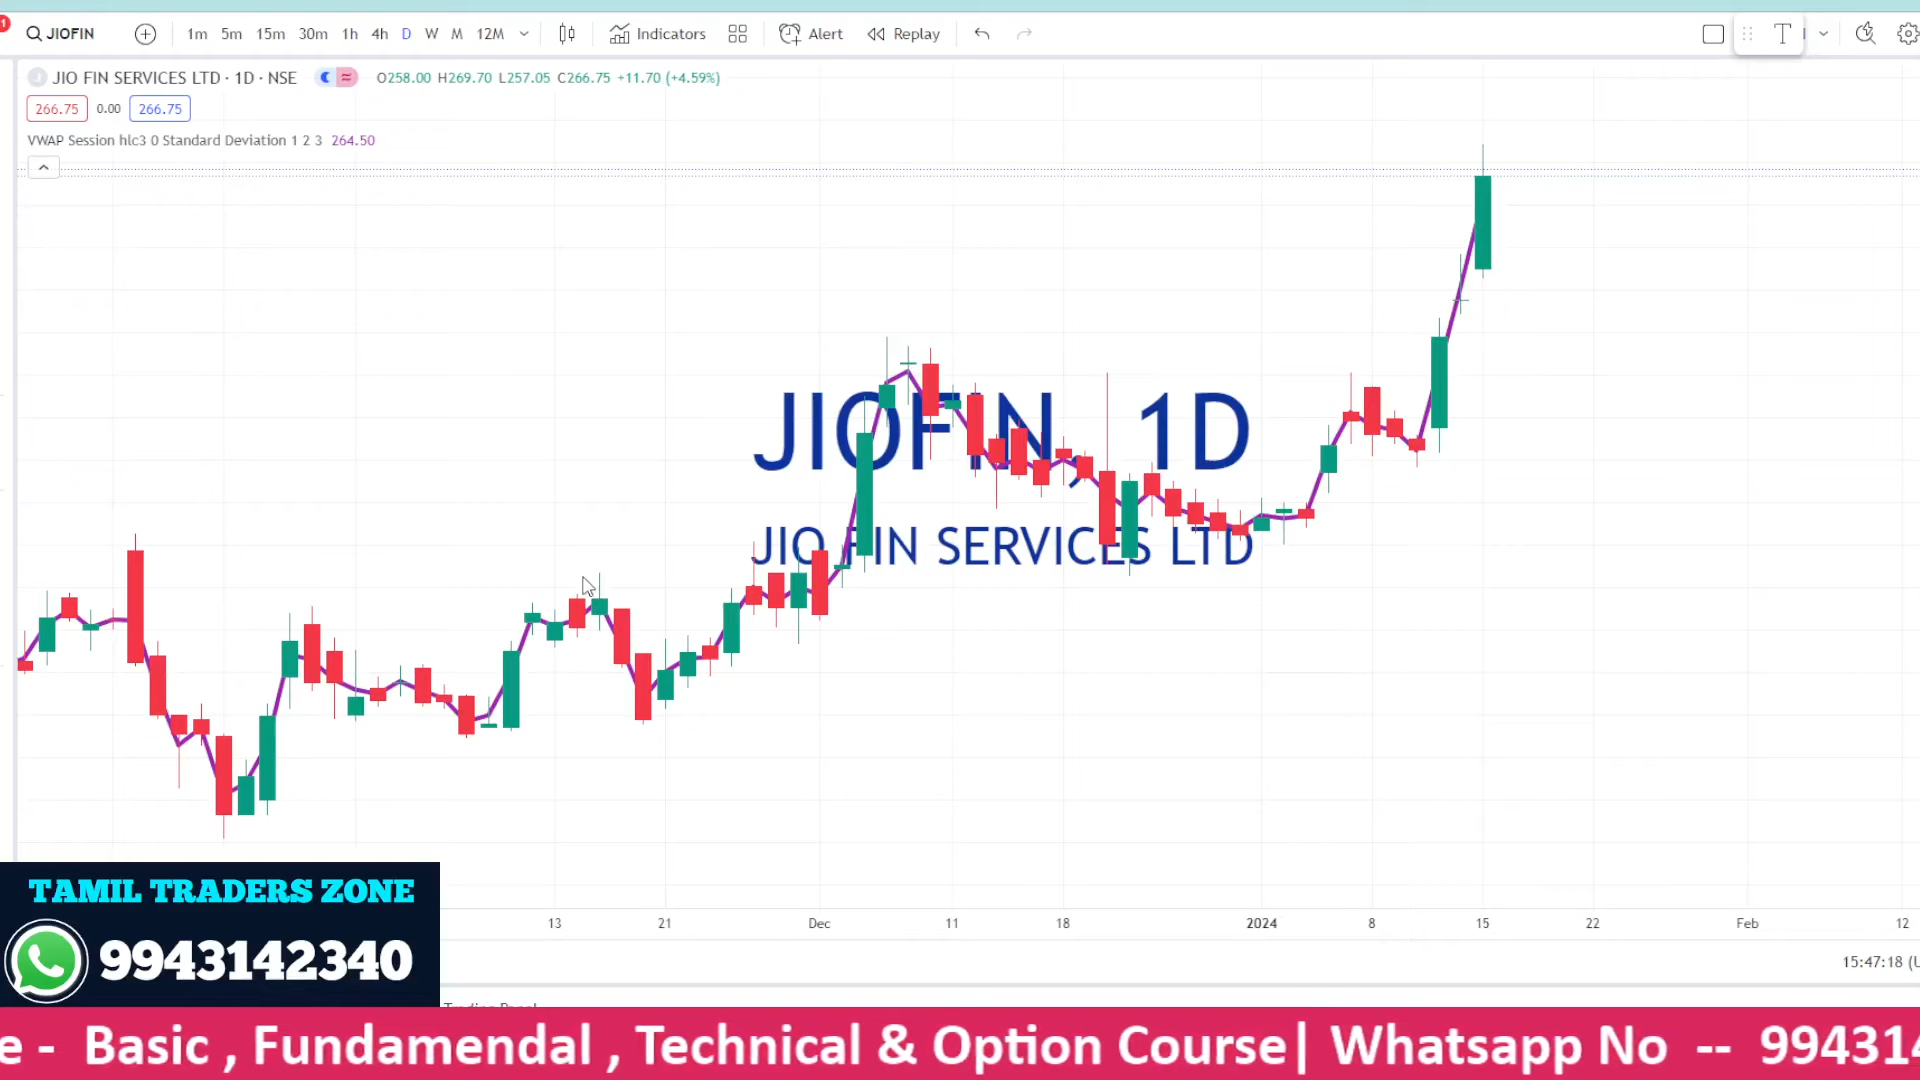 1
JIOFIN 1m 5m 15m 30m 1h 4h D W M 12M Indicators Alert Replay T
JIO FIN SERVICES LTD · 1D · NSE O258.00 H269.70 L257.05 C266.75 +11.70 (+4.59%)
266.75 0.00 266.75
VWAP Session hlc3 0 Standard Deviation 1 2 3 264.50
JIOFIN, 1D
JIO FIN SERVICES LTD
13 21 Dec 11 18 2024 8 15 22 Feb 12
15:47:18 (U
TAMIL TRADERS ZONE
9943142340
Trading Panel
e - Basic , Fundamendal , Technical & Option Course| Whatsapp No -- 994314